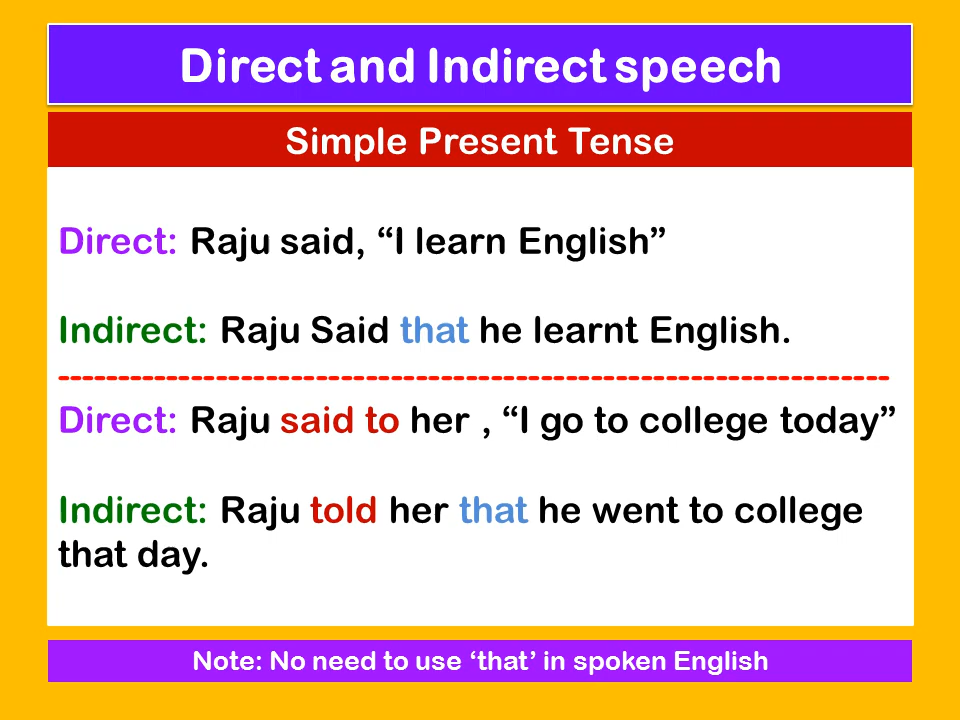 Direct and Indirect speech
Simple Present Tense
Direct: Raju said, “I learn English”
Indirect: Raju Said that he learnt English.
--------------------------------------------------------------------
Direct: Raju said to her , “I go to college today”
Indirect: Raju told her that he went to college
that day.
Note: No need to use ‘that’ in spoken English